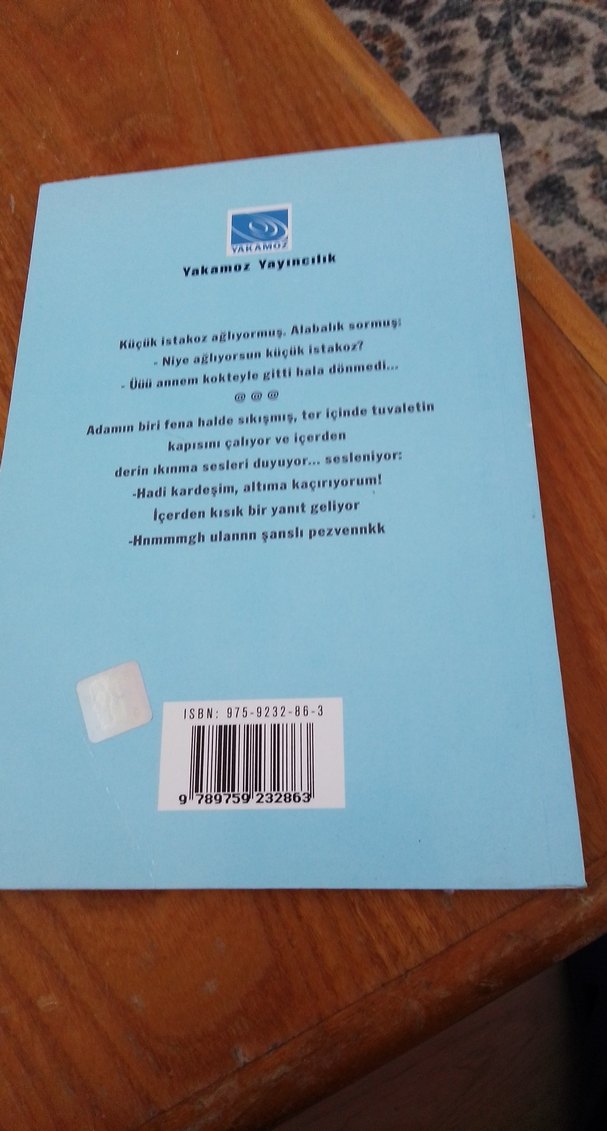 YAKAMOZ
Yakamoz Yayıncılık
Küçük istakoz ağlıyormuş. Alabalık sormuş:
- Niye ağlıyorsun küçük istakoz?
- Üüü annem kokteyle gitti hala dönmedi...
@ @ @
Adamın biri fena halde sıkışmış, ter içinde tuvaletin
kapısını çalıyor ve içerden
derin ıkınma sesleri duyuyor... sesleniyor:
-Hadi kardeşim, altıma kaçırıyorum!
İçerden kısık bir yanıt geliyor
-Hnmmmgh ulannn şanslı pezvennkk
ISBN: 975-9232-86-3
9 789759 232863